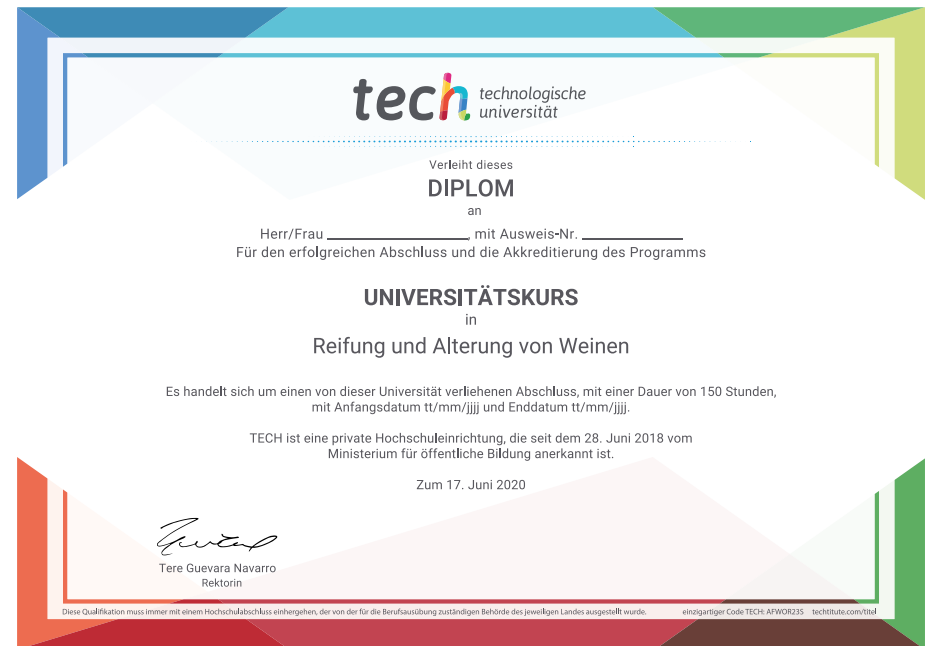 tech technologische
universität
Verleiht dieses
DIPLOM
an
Herr/Frau ____________________, mit Ausweis-Nr. ______________
Für den erfolgreichen Abschluss und die Akkreditierung des Programms
UNIVERSITÄTSKURS
in
Reifung und Alterung von Weinen
Es handelt sich um einen von dieser Universität verliehenen Abschluss, mit einer Dauer von 150 Stunden,
mit Anfangsdatum tt/mm/jjjj und Enddatum tt/mm/jjjj.
TECH ist eine private Hochschuleinrichtung, die seit dem 28. Juni 2018 vom
Ministerium für öffentliche Bildung anerkannt ist.
Zum 17. Juni 2020
Tere Guevara Navarro
Rektorin
Diese Qualifikation muss immer mit einem Hochschulabschluss einhergehen, der von der für die Berufsausübung zuständigen Behörde des jeweiligen Landes ausgestellt wurde. einzigartiger Code TECH: AFWOR23S techtitute.com/titel